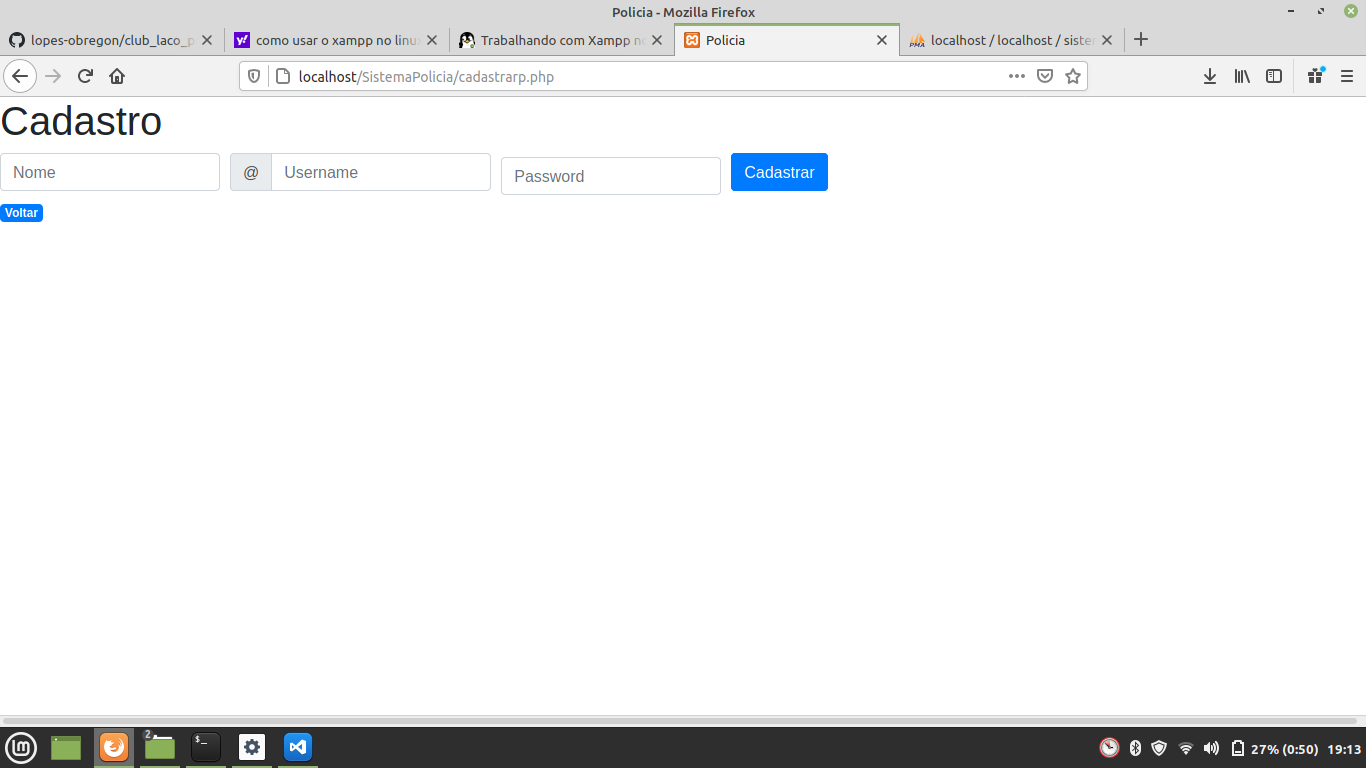 Policia - Mozilla Firefox
lopes-obregon/club_laco_p
como usar o xampp no linu
Trabalhando com Xampp n
Policia
localhost / localhost / siste
localhost/SistemaPolicia/cadastrarp.php
Cadastro
Nome
@
Username
Password
Cadastrar
Voltar
2
27% (0:50)
19:13